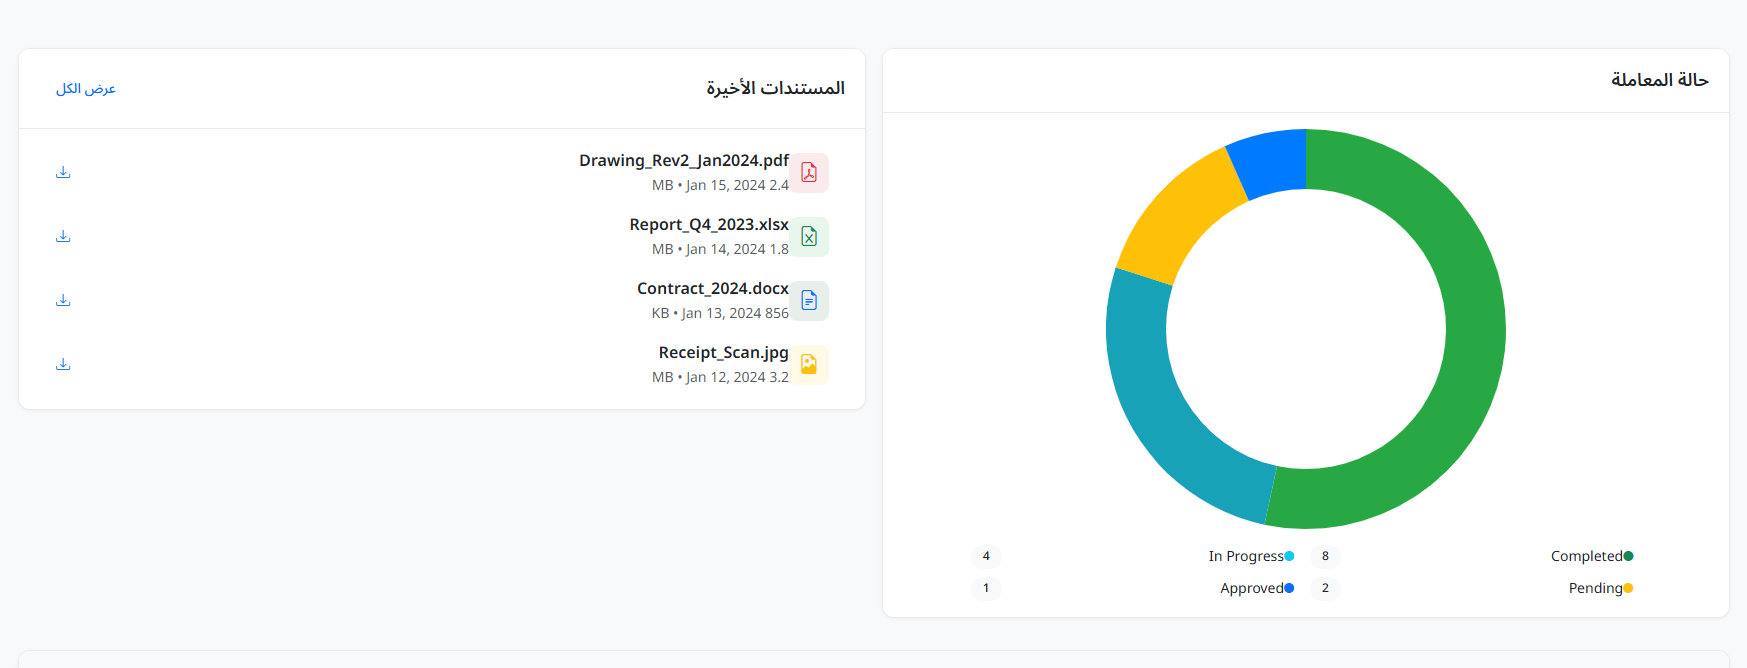 حالة المعاملة
Completed 8
In Progress 4
Pending 2
Approved 1
المستندات الأخيرة
عرض الكل
Drawing_Rev2_Jan2024.pdf
MB • Jan 15, 2024 2.4
Report_Q4_2023.xlsx
MB • Jan 14, 2024 1.8
Contract_2024.docx
KB • Jan 13, 2024 856
Receipt_Scan.jpg
MB • Jan 12, 2024 3.2